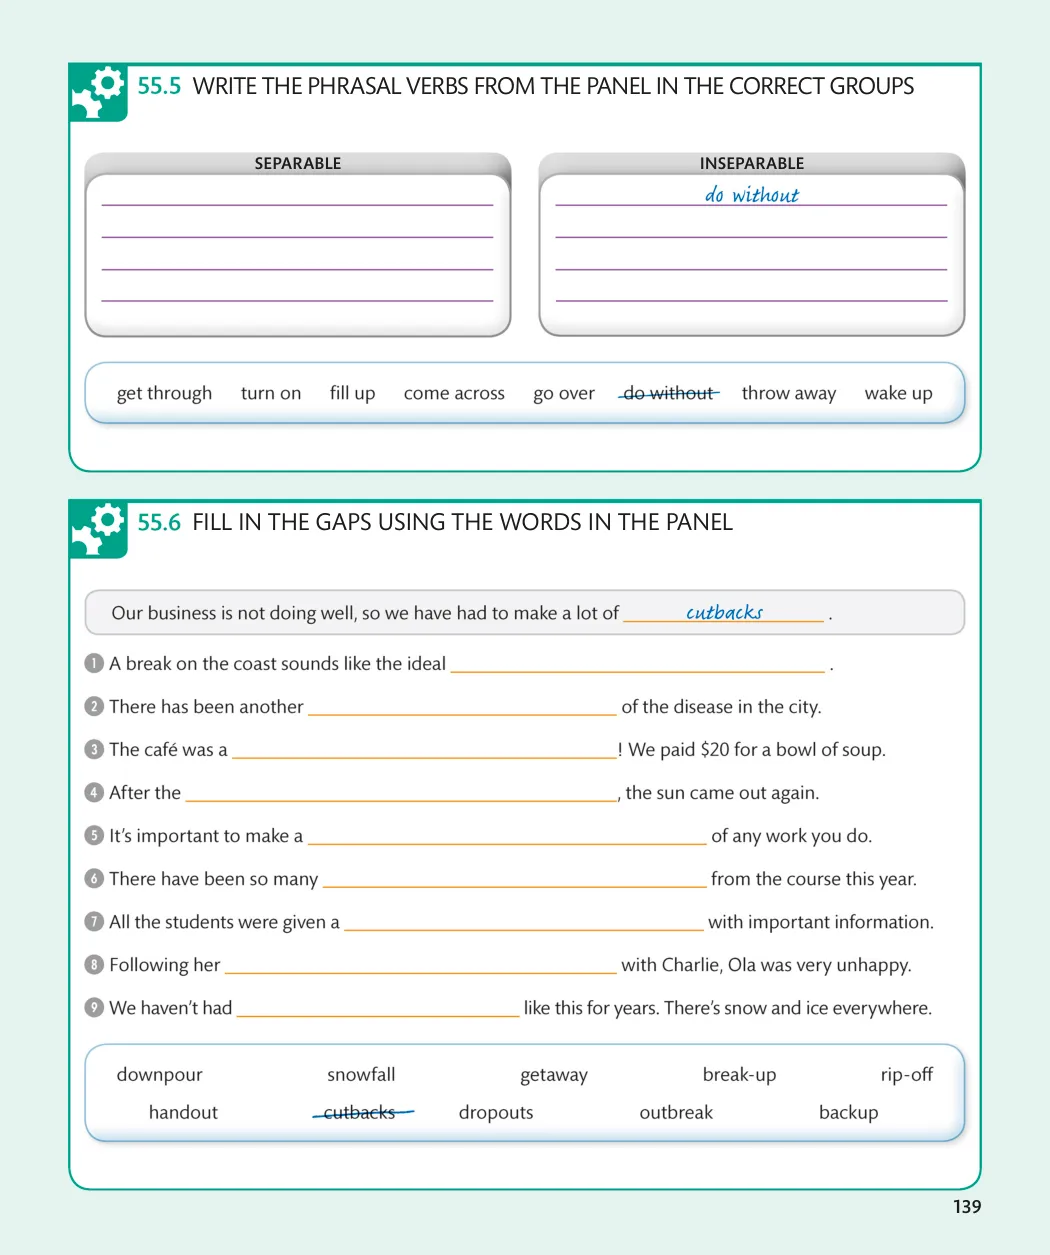 55.5 WRITE THE PHRASAL VERBS FROM THE PANEL IN THE CORRECT GROUPS
SEPARABLE
INSEPARABLE
do without
get through turn on fill up come across go over do without throw away wake up
55.6 FILL IN THE GAPS USING THE WORDS IN THE PANEL
Our business is not doing well, so we have had to make a lot of cutbacks .
1 A break on the coast sounds like the ideal .
2 There has been another of the disease in the city.
3 The café was a ! We paid $20 for a bowl of soup.
4 After the , the sun came out again.
5 It’s important to make a of any work you do.
6 There have been so many from the course this year.
7 All the students were given a with important information.
8 Following her with Charlie, Ola was very unhappy.
9 We haven’t had like this for years. There’s snow and ice everywhere.
downpour snowfall getaway break-up rip-off
handout cutbacks dropouts outbreak backup
139